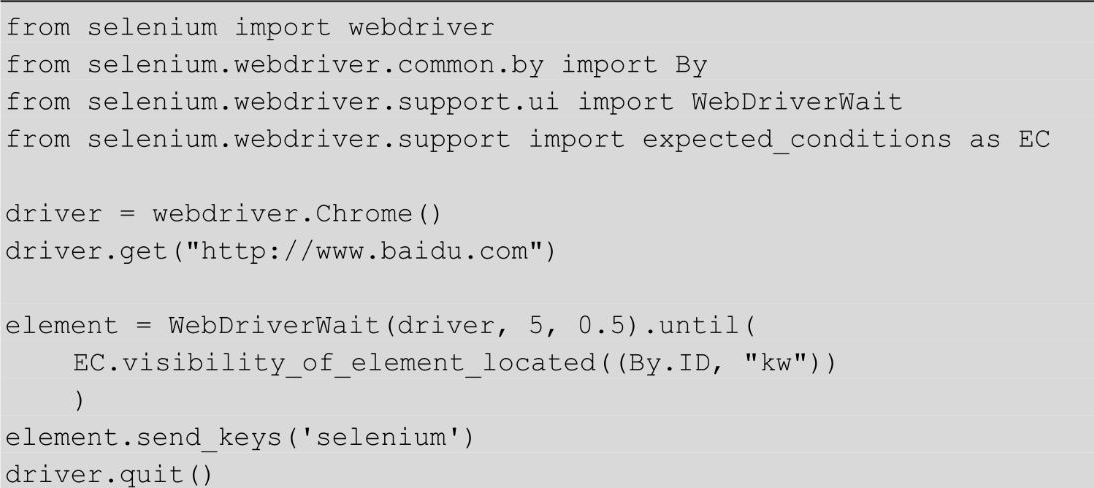 from selenium import webdriver
from selenium.webdriver.common.by import By
from selenium.webdriver.support.ui import WebDriverWait
from selenium.webdriver.support import expected_conditions as EC

driver = webdriver.Chrome()
driver.get("http://www.baidu.com")

element = WebDriverWait(driver, 5, 0.5).until(
    EC.visibility_of_element_located((By.ID, "kw"))
    )
element.send_keys('selenium')
driver.quit()